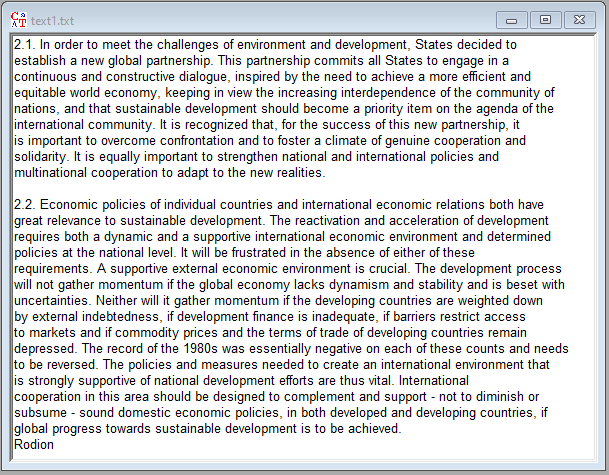 text1.txt
2.1. In order to meet the challenges of environment and development, States decided to
establish a new global partnership. This partnership commits all States to engage in a
continuous and constructive dialogue, inspired by the need to achieve a more efficient and
equitable world economy, keeping in view the increasing interdependence of the community of
nations, and that sustainable development should become a priority item on the agenda of the
international community. It is recognized that, for the success of this new partnership, it
is important to overcome confrontation and to foster a climate of genuine cooperation and
solidarity. It is equally important to strengthen national and international policies and
multinational cooperation to adapt to the new realities.

2.2. Economic policies of individual countries and international economic relations both have
great relevance to sustainable development. The reactivation and acceleration of development
requires both a dynamic and a supportive international economic environment and determined
policies at the national level. It will be frustrated in the absence of either of these
requirements. A supportive external economic environment is crucial. The development process
will not gather momentum if the global economy lacks dynamism and stability and is beset with
uncertainties. Neither will it gather momentum if the developing countries are weighted down
by external indebtedness, if development finance is inadequate, if barriers restrict access
to markets and if commodity prices and the terms of trade of developing countries remain
depressed. The record of the 1980s was essentially negative on each of these counts and needs
to be reversed. The policies and measures needed to create an international environment that
is strongly supportive of national development efforts are thus vital. International
cooperation in this area should be designed to complement and support - not to diminish or
subsume - sound domestic economic policies, in both developed and developing countries, if
global progress towards sustainable development is to be achieved.
Rodion